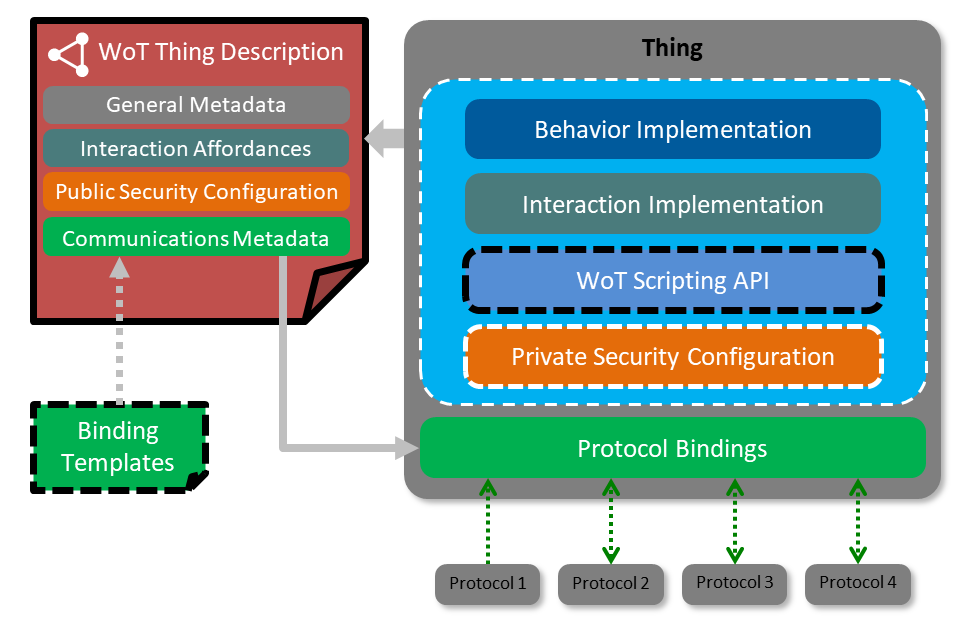 WoT Thing Description
General Metadata
Interaction Affordances
Public Security Configuration
Communications Metadata
Binding
Templates
Thing
Behavior Implementation
Interaction Implementation
WoT Scripting API
Private Security Configuration
Protocol Bindings
Protocol 1
Protocol 2
Protocol 3
Protocol 4